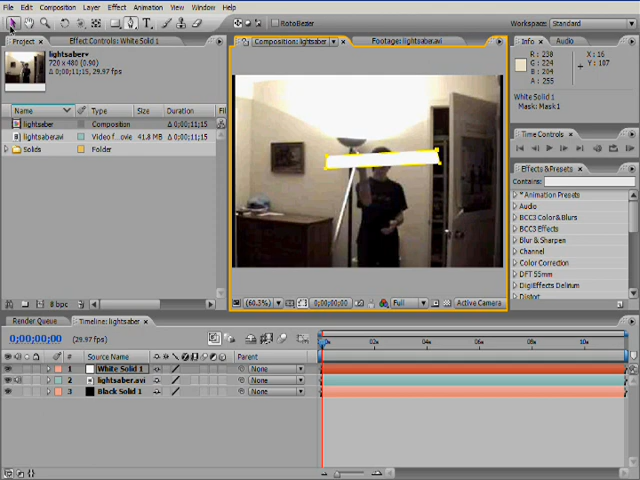 File Edit Composition Layer Effect Animation View Window Help
RotoBezier
Workspace: Standard
Project × Effect Controls: White Solid 1
Composition: lightsaber
Footage: lightsaber.avi
Info × Audio
lightsaber▾
720 x 480 (0.90)
Δ 0;00;11;15, 29.97 fps
R: 230
G: 224
B: 204
A: 255
X: 16
Y: 107
White Solid 1
Mask: Mask 1
Name Type Size Duration Fil
lightsaber Composition Δ 0;00;11;15
lightsaber.avi Video f...ovie 41.8 MB Δ 0;00;11;15
Solids Folder
Time Controls ×
Effects & Presets ×
Contains:
* Animation Presets
Audio
BCC3 Color & Blurs
BCC3 Effects
Blur & Sharpen
Channel
Color Correction
DFT 55mm
DigiEffects Delirium
Distort
8 bpc
(60.3%) 0;00;00;00 Full Active Camera
Render Queue Timeline: lightsaber ×
0;00;00;00 (29.97 fps)
02s 04s 06s 08s 10s
# Source Name Parent
1 White Solid 1 None
2 lightsaber.avi None
3 Black Solid 1 None